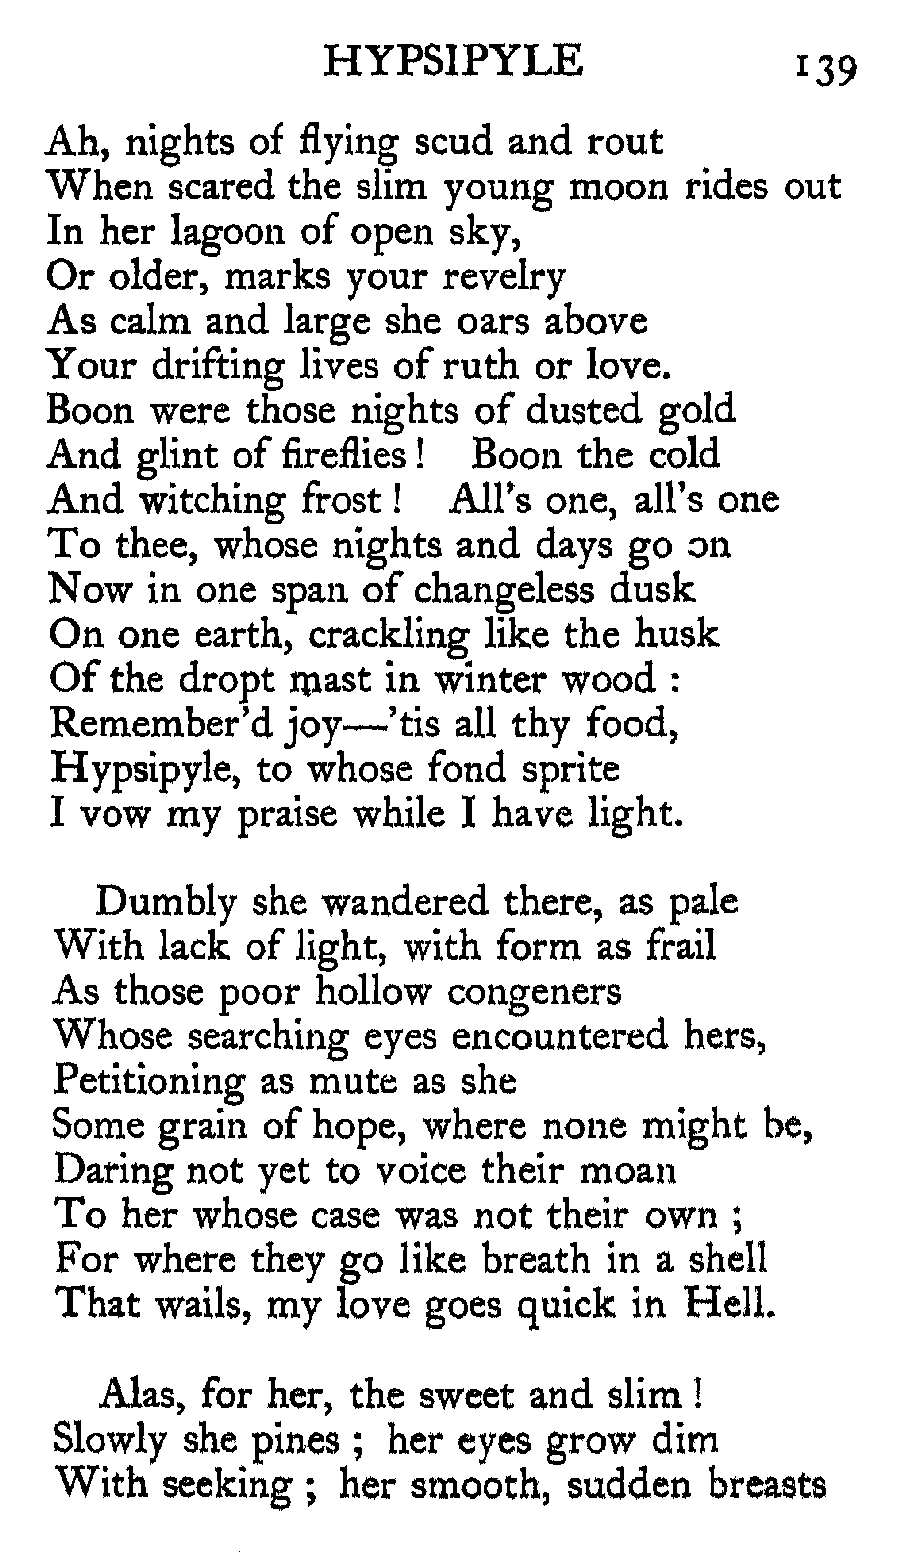 HYPSIPYLE 139
Ah, nights of flying scud and rout
When scared the slim young moon rides out
In her lagoon of open sky,
Or older, marks your revelry
As calm and large she oars above
Your drifting lives of ruth or love.
Boon were those nights of dusted gold
And glint of fireflies! Boon the cold
And witching frost! All's one, all's one
To thee, whose nights and days go on
Now in one span of changeless dusk
On one earth, crackling like the husk
Of the dropt mast in winter wood :
Remember'd joy—'tis all thy food,
Hypsipyle, to whose fond sprite
I vow my praise while I have light.
Dumbly she wandered there, as pale
With lack of light, with form as frail
As those poor hollow congeners
Whose searching eyes encountered hers,
Petitioning as mute as she
Some grain of hope, where none might be,
Daring not yet to voice their moan
To her whose case was not their own ;
For where they go like breath in a shell
That wails, my love goes quick in Hell.
Alas, for her, the sweet and slim !
Slowly she pines ; her eyes grow dim
With seeking ; her smooth, sudden breasts